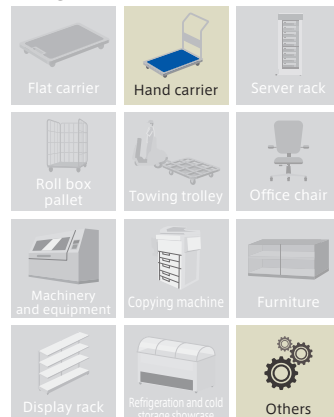 Flat carrier
Hand carrier
Server rack
Roll box
pallet
Towing trolley
Office chair
Machinery
and equipment
Copying machine
Furniture
Display rack
Refrigeration and cold
storage showcase
Others